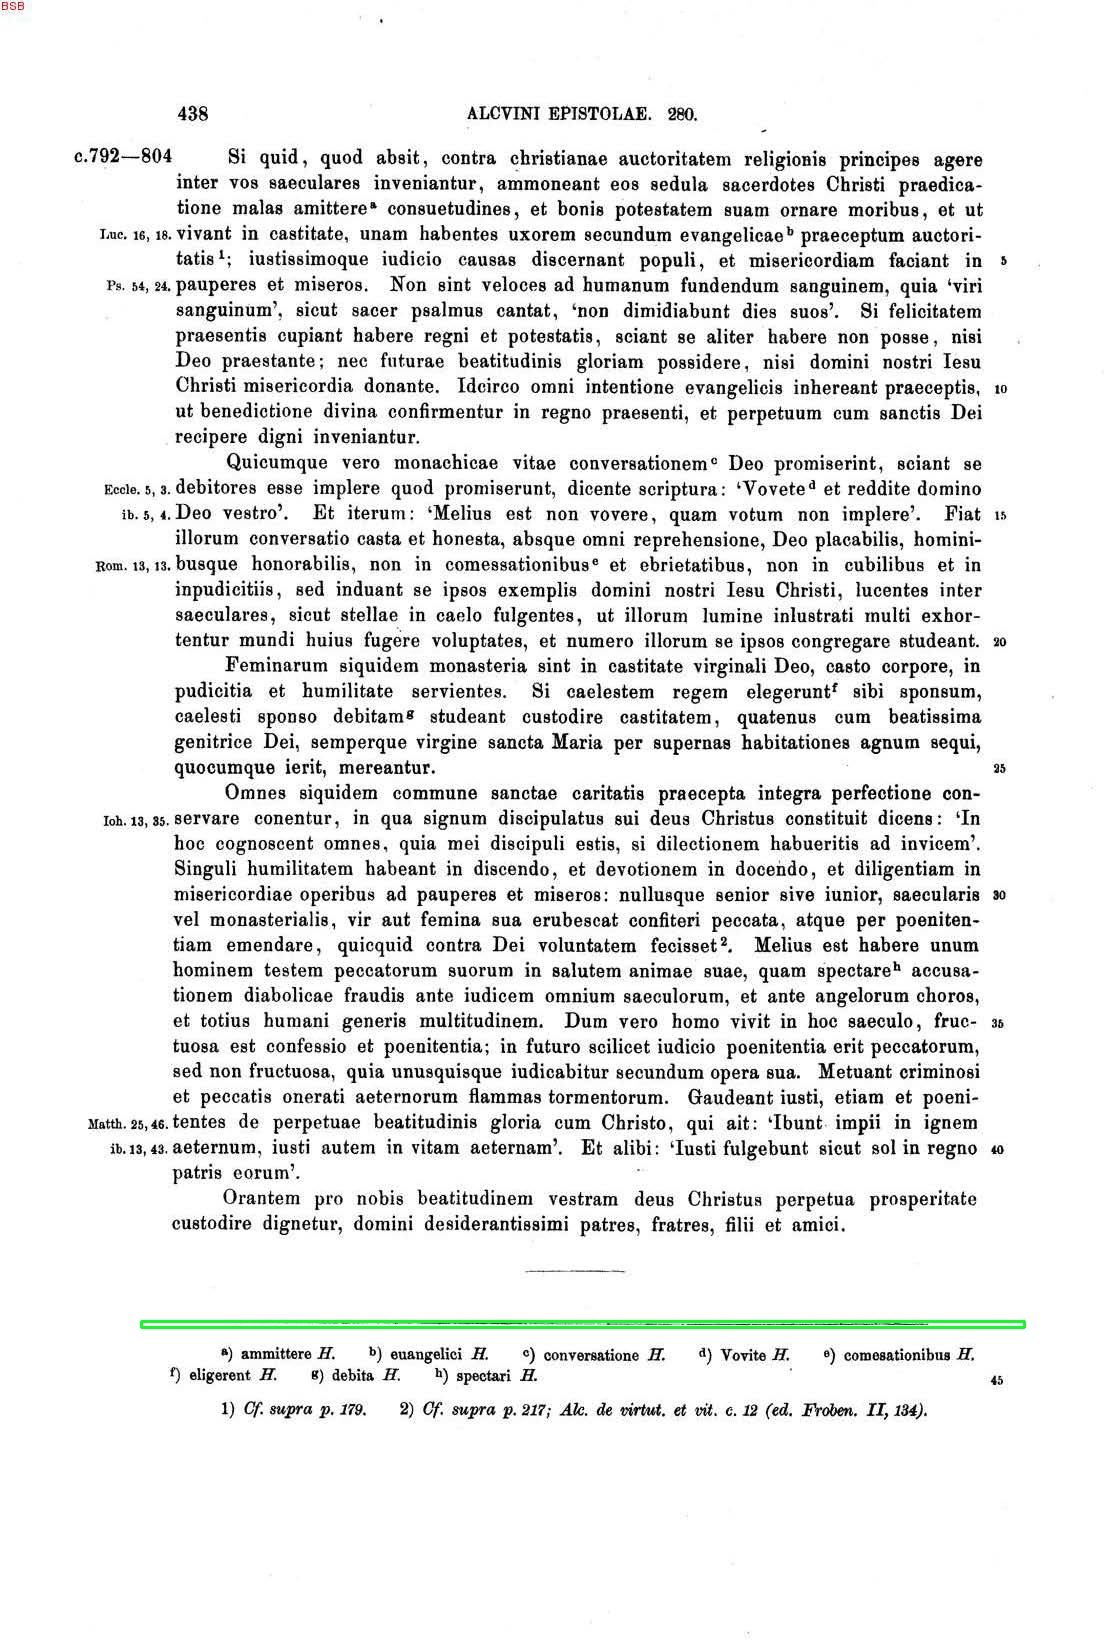 BSB
438 ALCVINI EPISTOLAE. 280.
c.792—804 Si quid, quod absit, contra christianae auctoritatem religionis principes agere
inter vos saeculares inveniantur, ammoneant eos sedula sacerdotes Christi praedica-
tione malas amittereᵃ consuetudines, et bonis potestatem suam ornare moribus, et ut
Luc. 16, 18. vivant in castitate, unam habentes uxorem secundum evangelicaeᵇ praeceptum auctori-
tatis¹; iustissimoque iudicio causas discernant populi, et misericordiam faciant in 5
Ps. 54, 24. pauperes et miseros. Non sint veloces ad humanum fundendum sanguinem, quia ‘viri
sanguinum’, sicut sacer psalmus cantat, ‘non dimidiabunt dies suos’. Si felicitatem
praesentis cupiant habere regni et potestatis, sciant se aliter habere non posse, nisi
Deo praestante; nec futurae beatitudinis gloriam possidere, nisi domini nostri Iesu
Christi misericordia donante. Idcirco omni intentione evangelicis inhereant praeceptis, 10
ut benedictione divina confirmentur in regno praesenti, et perpetuum cum sanctis Dei
recipere digni inveniantur.
Quicumque vero monachicae vitae conversationemᶜ Deo promiserint, sciant se
Eccle. 5, 3. debitores esse implere quod promiserunt, dicente scriptura: ‘Voveteᵈ et reddite domino
ib. 5, 4. Deo vestro’. Et iterum: ‘Melius est non vovere, quam votum non implere’. Fiat 15
illorum conversatio casta et honesta, absque omni reprehensione, Deo placabilis, homini-
Rom. 13, 13. busque honorabilis, non in comessationibusᵉ et ebrietatibus, non in cubilibus et in
inpudicitiis, sed induant se ipsos exemplis domini nostri Iesu Christi, lucentes inter
saeculares, sicut stellae in caelo fulgentes, ut illorum lumine inlustrati multi exhor-
tentur mundi huius fugere voluptates, et numero illorum se ipsos congregare studeant. 20
Feminarum siquidem monasteria sint in castitate virginali Deo, casto corpore, in
pudicitia et humilitate servientes. Si caelestem regem elegeruntᶠ sibi sponsum,
caelesti sponso debitamᵍ studeant custodire castitatem, quatenus cum beatissima
genitrice Dei, semperque virgine sancta Maria per supernas habitationes agnum sequi,
quocumque ierit, mereantur. 25
Omnes siquidem commune sanctae caritatis praecepta integra perfectione con-
Ioh. 13, 35. servare conentur, in qua signum discipulatus sui deus Christus constituit dicens: ‘In
hoc cognoscent omnes, quia mei discipuli estis, si dilectionem habueritis ad invicem’.
Singuli humilitatem habeant in discendo, et devotionem in docendo, et diligentiam in
misericordiae operibus ad pauperes et miseros: nullusque senior sive iunior, saecularis 30
vel monasterialis, vir aut femina sua erubescat confiteri peccata, atque per poeniten-
tiam emendare, quicquid contra Dei voluntatem fecisset². Melius est habere unum
hominem testem peccatorum suorum in salutem animae suae, quam spectareʰ accusa-
tionem diabolicae fraudis ante iudicem omnium saeculorum, et ante angelorum choros,
et totius humani generis multitudinem. Dum vero homo vivit in hoc saeculo, fruc- 35
tuosa est confessio et poenitentia; in futuro scilicet iudicio poenitentia erit peccatorum,
sed non fructuosa, quia unusquisque iudicabitur secundum opera sua. Metuant criminosi
et peccatis onerati aeternorum flammas tormentorum. Gaudeant iusti, etiam et poeni-
Matth. 25, 46. tentes de perpetuae beatitudinis gloria cum Christo, qui ait: ‘Ibunt impii in ignem
ib. 13, 43. aeternum, iusti autem in vitam aeternam’. Et alibi: ‘Iusti fulgebunt sicut sol in regno 40
patris eorum’.
Orantem pro nobis beatitudinem vestram deus Christus perpetua prosperitate
custodire dignetur, domini desiderantissimi patres, fratres, filii et amici.
ᵃ) ammittere H. ᵇ) euangelici H. ᶜ) conversatione H. ᵈ) Vovite H. ᵉ) comesationibus H.
ᶠ) eligerent H. ᵍ) debita H. ʰ) spectari H. 45
1) Cf. supra p. 179. 2) Cf. supra p. 217; Alc. de virtut. et vit. c. 12 (ed. Froben. II, 134).